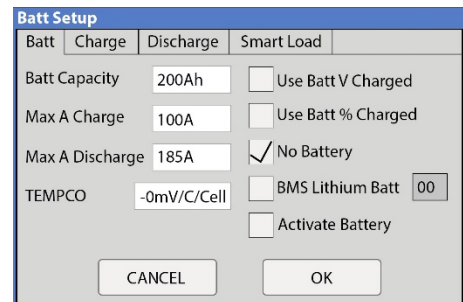 Batt Setup
Batt Charge Discharge Smart Load
Batt Capacity 200Ah Use Batt V Charged
Max A Charge 100A Use Batt % Charged
Max A Discharge 185A No Battery
TEMPCO -0mV/C/Cell BMS Lithium Batt 00
Activate Battery
CANCEL OK